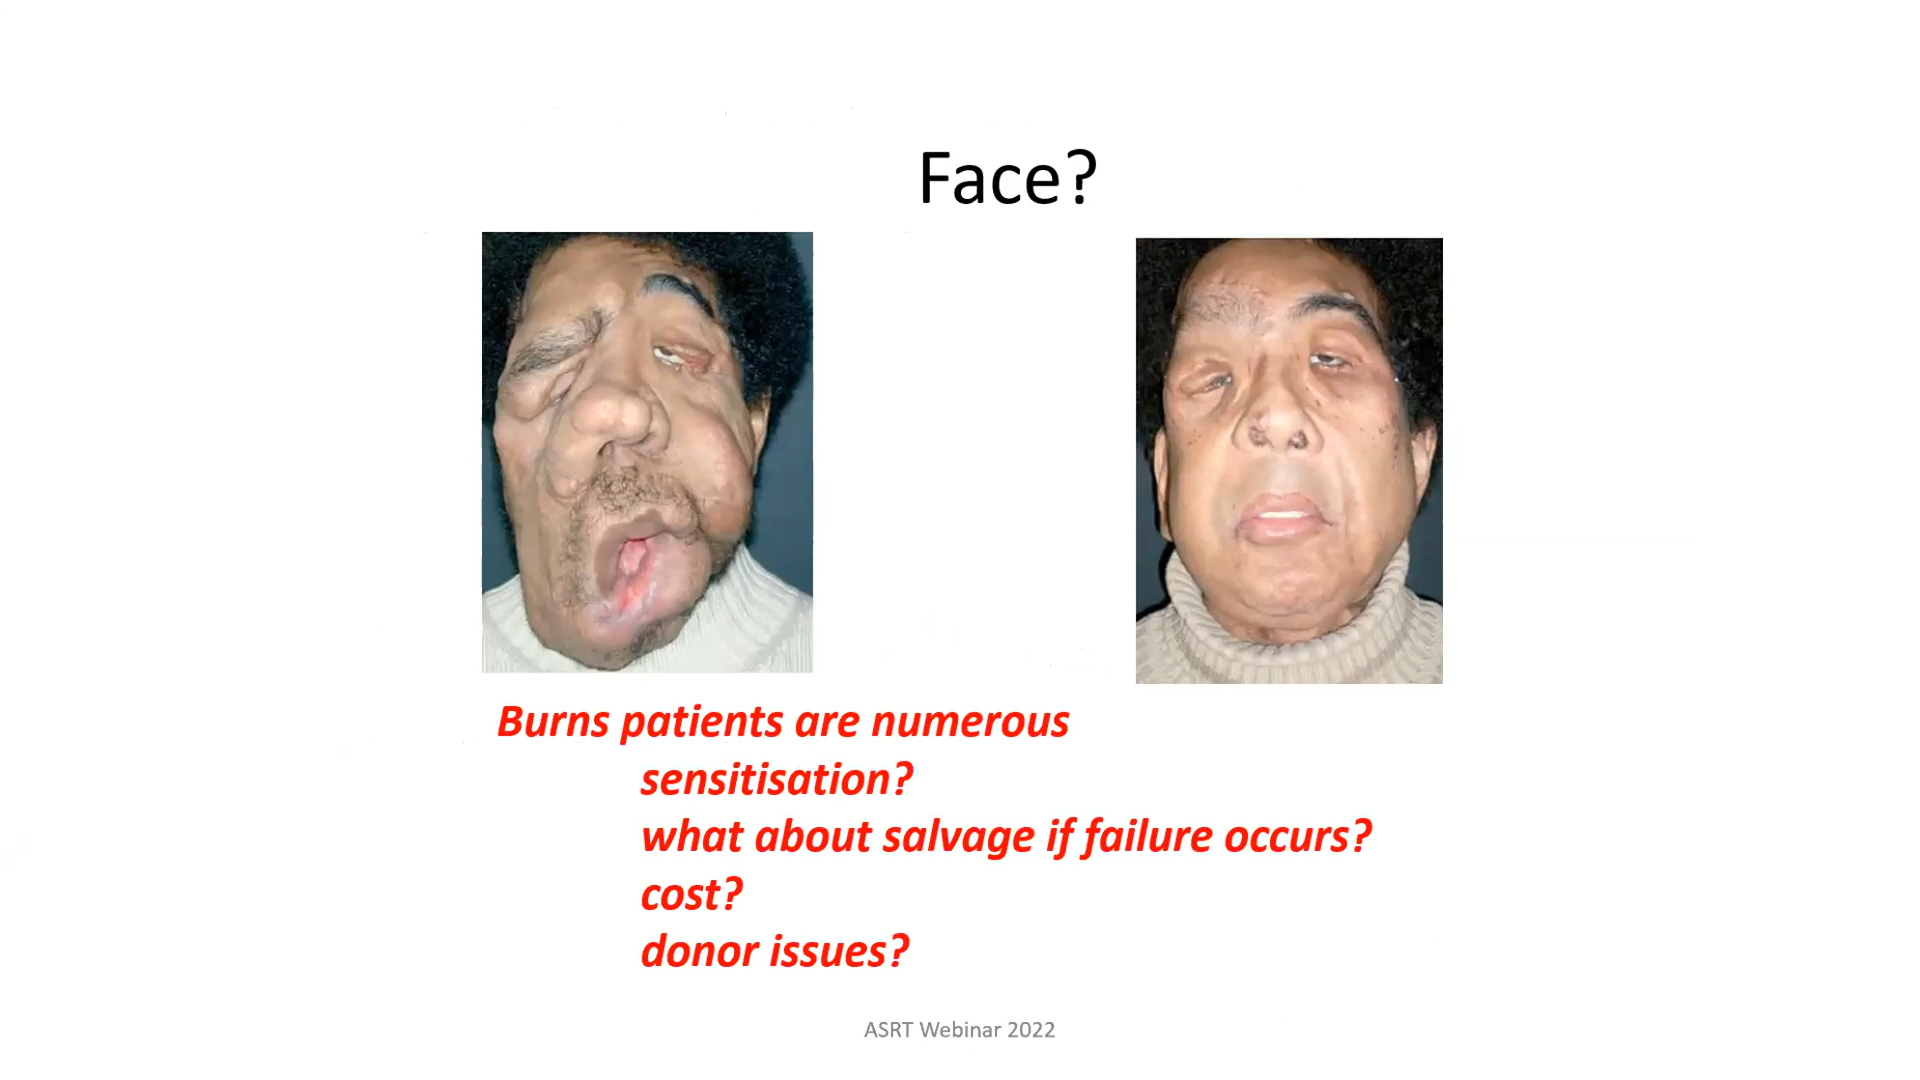 Face?
Burns patients are numerous
sensitisation?
what about salvage if failure occurs?
cost?
donor issues?
ASRT Webinar 2022